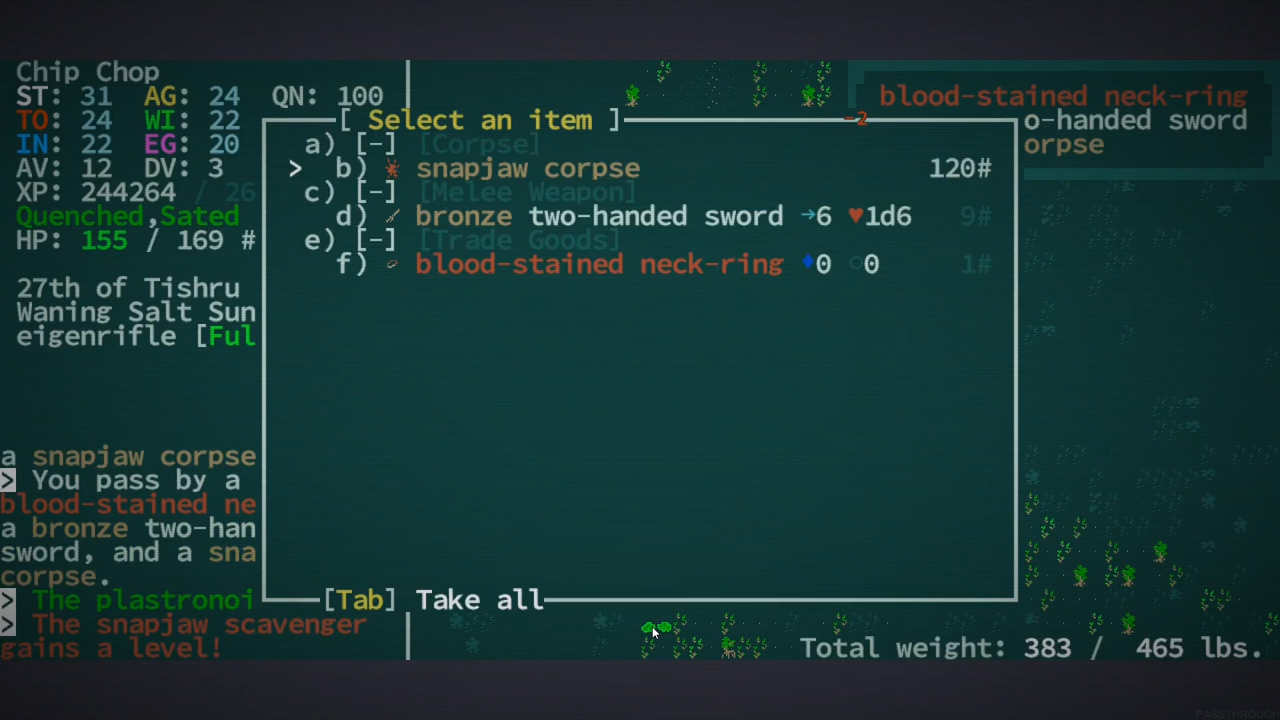 Chip Chop
ST: 31 AG: 24 QN: 100
TO: 24 WI: 22
IN: 22 EG: 20
AV: 12 DV: 3
XP: 244264 / 26
Quenched,Sated
HP: 155 / 169 #
27th of Tishru
Waning Salt Sun
eigenrifle [Ful
a snapjaw corpse
> You pass by a
blood-stained ne
a bronze two-han
sword, and a sna
corpse.
> The plastronoi
> The snapjaw scavenger
gains a level!
[ Select an item ]
a) [-] [Corpse]
> b) snapjaw corpse 120#
c) [-] [Melee Weapon]
d) bronze two-handed sword →6 ♥1d6 9#
e) [-] [Trade Goods]
f) blood-stained neck-ring ♦0 ○0 1#
[Tab] Take all
-2
blood-stained neck-ring
o-handed sword
orpse
Total weight: 383 / 465 lbs.